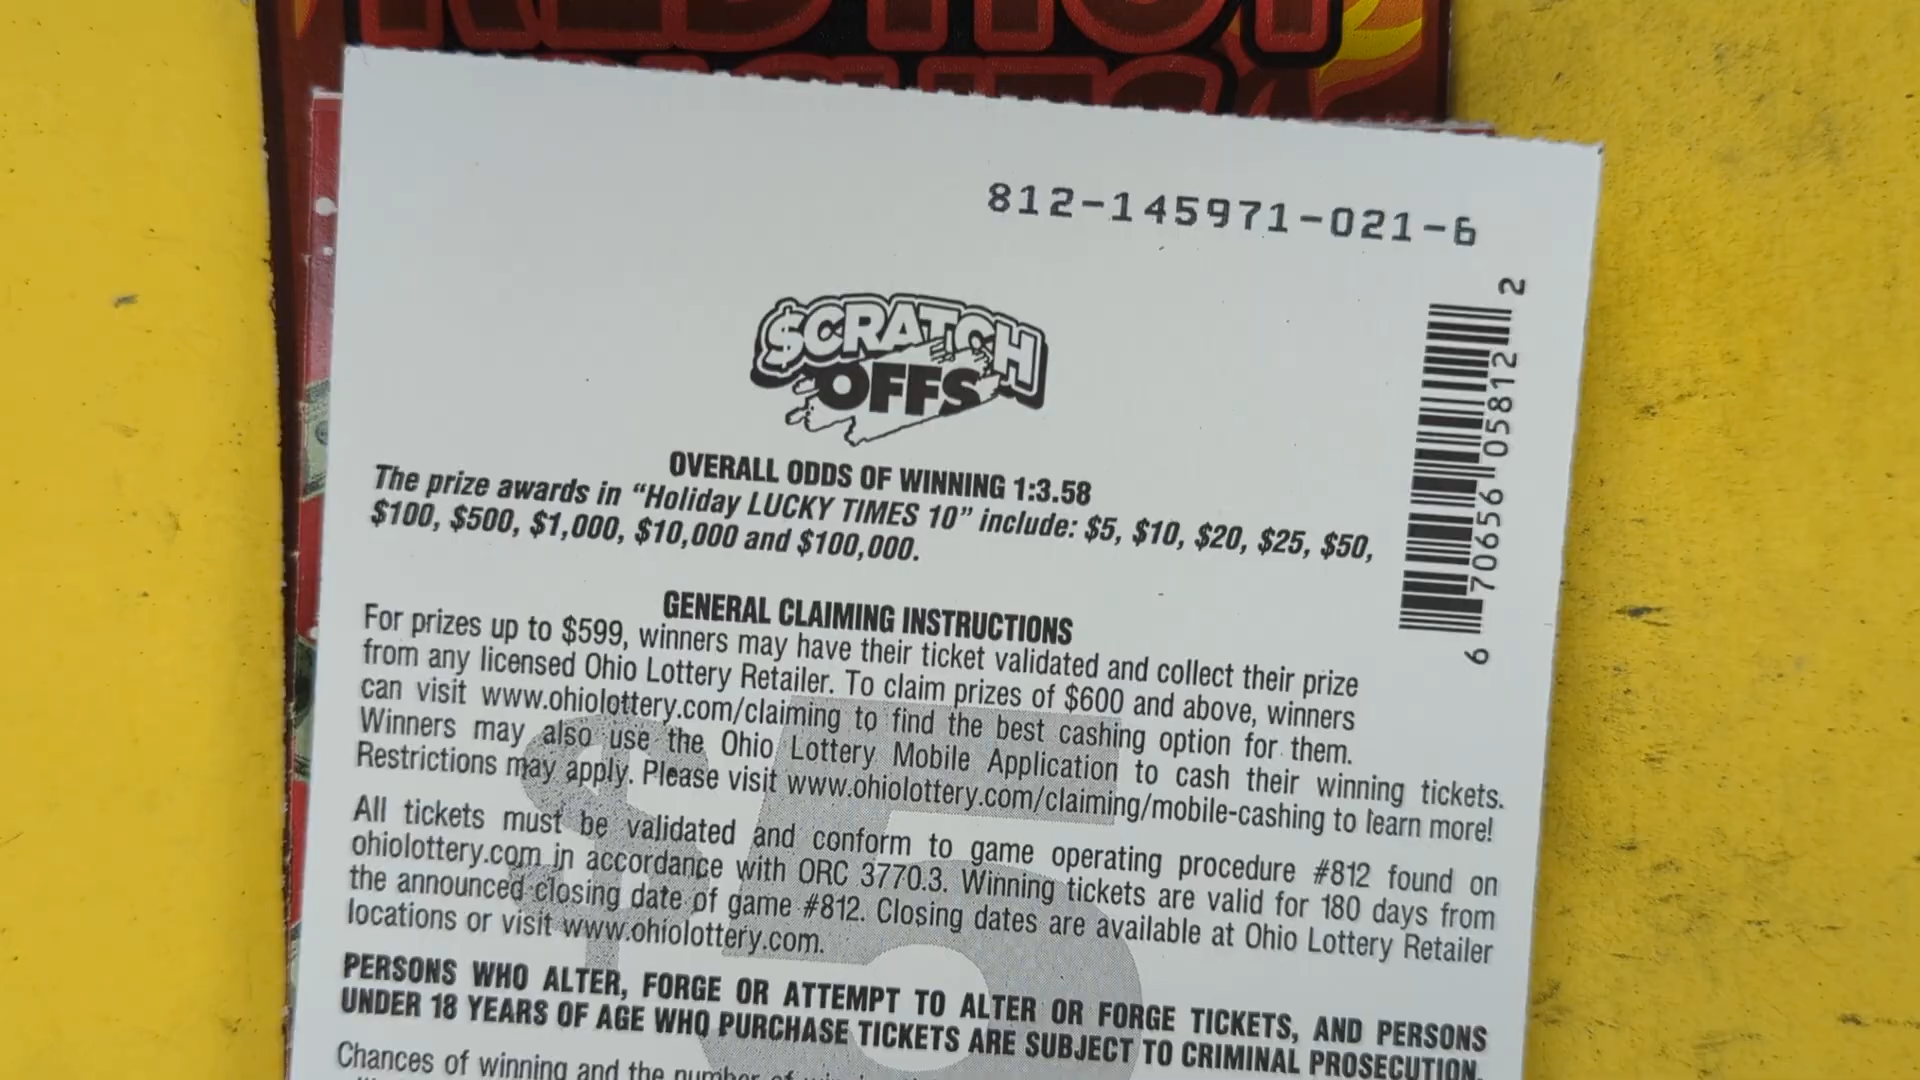 RED HOT
812-145971-021-6
$CRATCH
OFFS
OVERALL ODDS OF WINNING 1:3.58
The prize awards in “Holiday LUCKY TIMES 10” include: $5, $10, $20, $25, $50,
$100, $500, $1,000, $10,000 and $100,000.
GENERAL CLAIMING INSTRUCTIONS
For prizes up to $599, winners may have their ticket validated and collect their prize
from any licensed Ohio Lottery Retailer. To claim prizes of $600 and above, winners
can visit www.ohiolottery.com/claiming to find the best cashing option for them.
Winners may also use the Ohio Lottery Mobile Application to cash their winning tickets.
Restrictions may apply. Please visit www.ohiolottery.com/claiming/mobile-cashing to learn more!
All tickets must be validated and conform to game operating procedure #812 found on
ohiolottery.com in accordance with ORC 3770.3. Winning tickets are valid for 180 days from
the announced closing date of game #812. Closing dates are available at Ohio Lottery Retailer
locations or visit www.ohiolottery.com.
PERSONS WHO ALTER, FORGE OR ATTEMPT TO ALTER OR FORGE TICKETS, AND PERSONS
UNDER 18 YEARS OF AGE WHO PURCHASE TICKETS ARE SUBJECT TO CRIMINAL PROSECUTION.
Chances of winning and the number of
$5
6 70656 05812 2